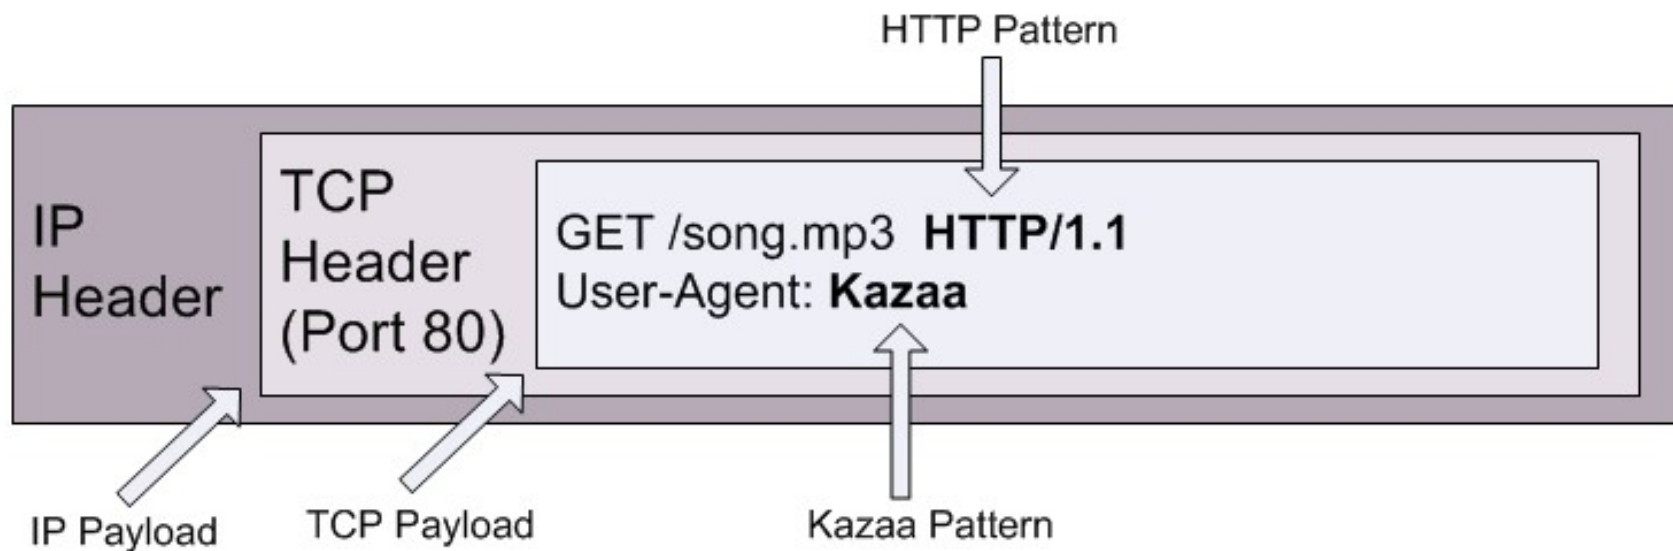 HTTP Pattern
IP
Header
TCP
Header
(Port 80)
GET /song.mp3 HTTP/1.1
User-Agent: Kazaa
IP Payload
TCP Payload
Kazaa Pattern